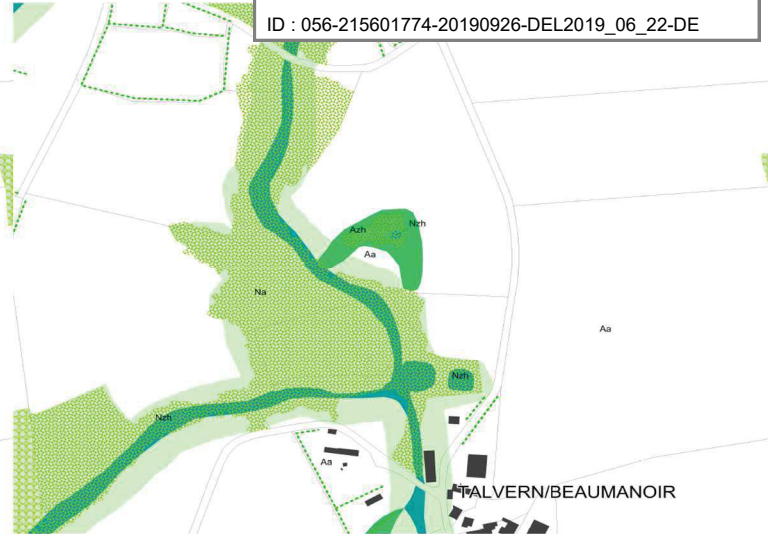 ID : 056-215601774-20190926-DEL2019_06_22-DE
Nzh
Azh
Aa
Na
Aa
Nzh
Nzh
Aa
TALVERN/BEAUMANOIR